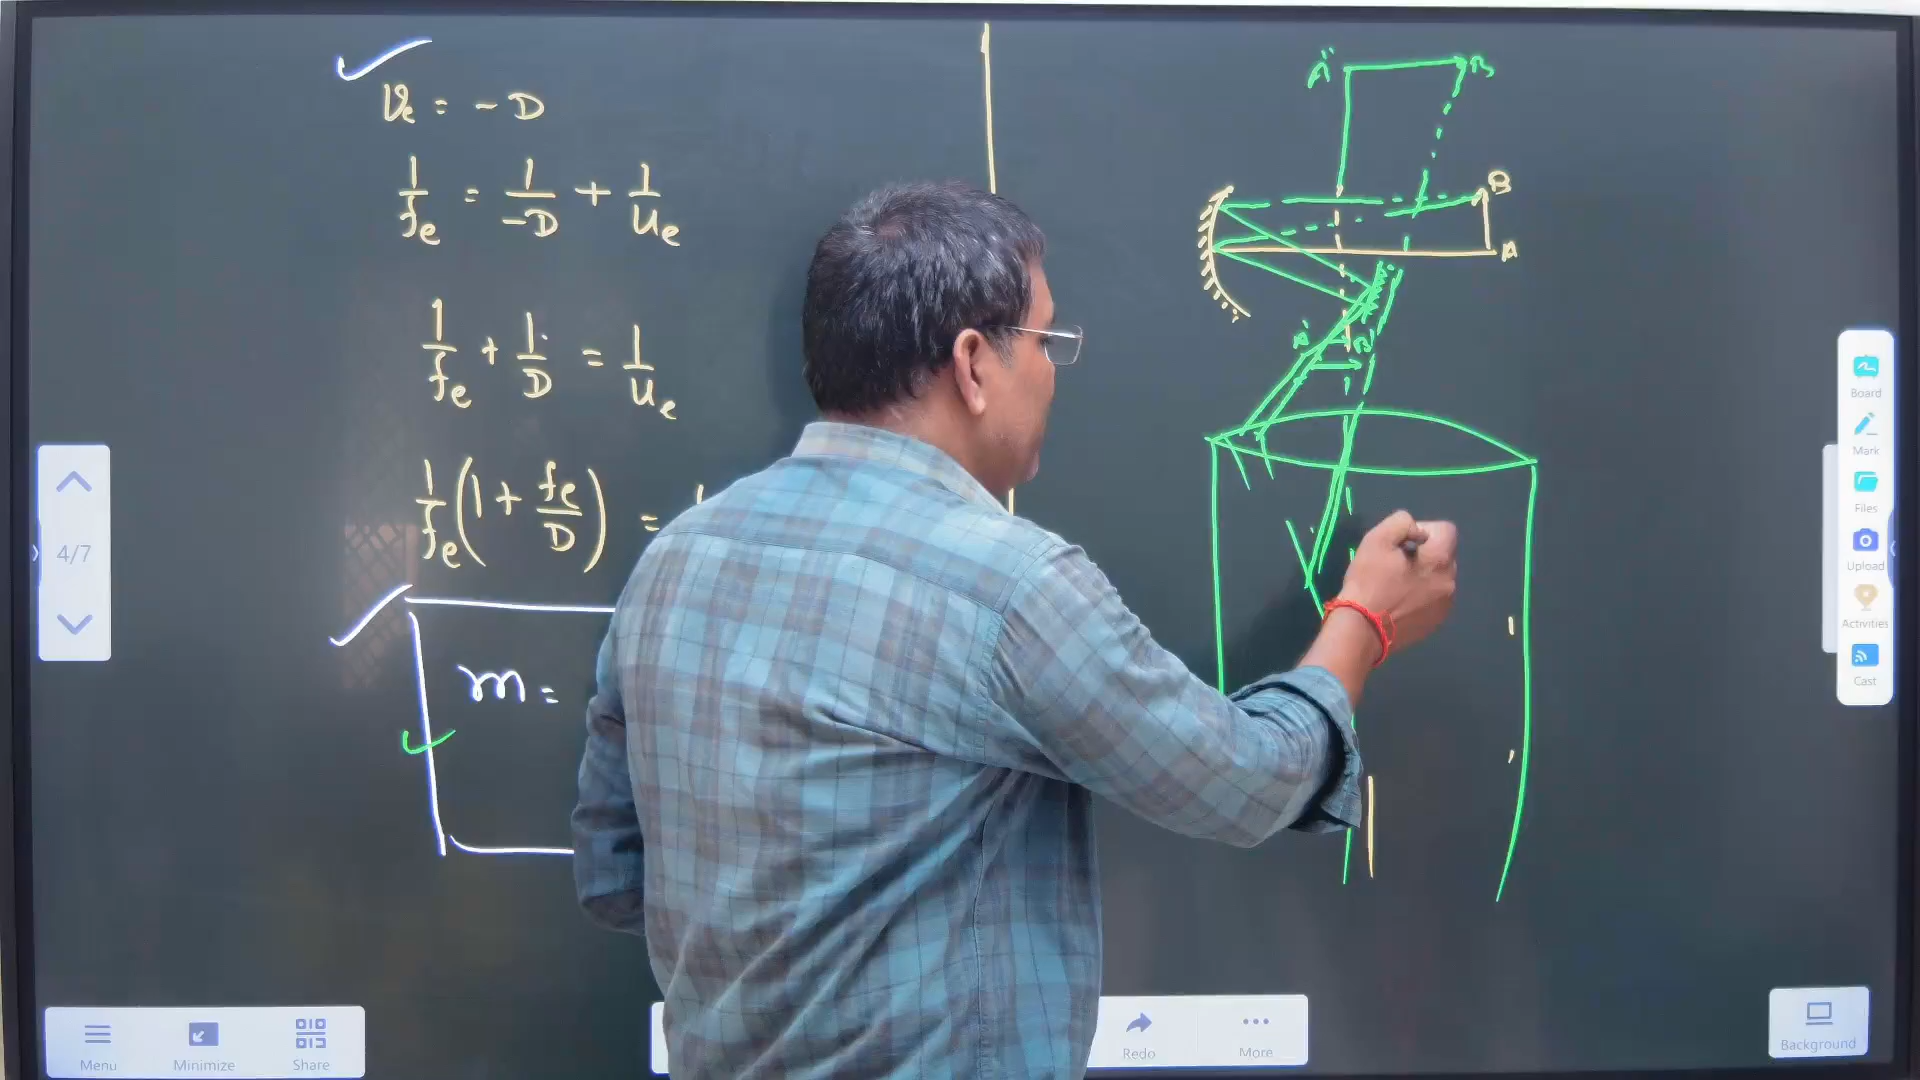 vₑ = - D
1/fₑ = 1/-D + 1/uₑ
1/fₑ + 1/D = 1/uₑ
1/fₑ (1 + fₑ/D) =
m =
A" B"
B
A
A' B'
4/7
Board
Mark
Files
Upload
Activities
Cast
Menu
Minimize
Share
Redo
More
Background